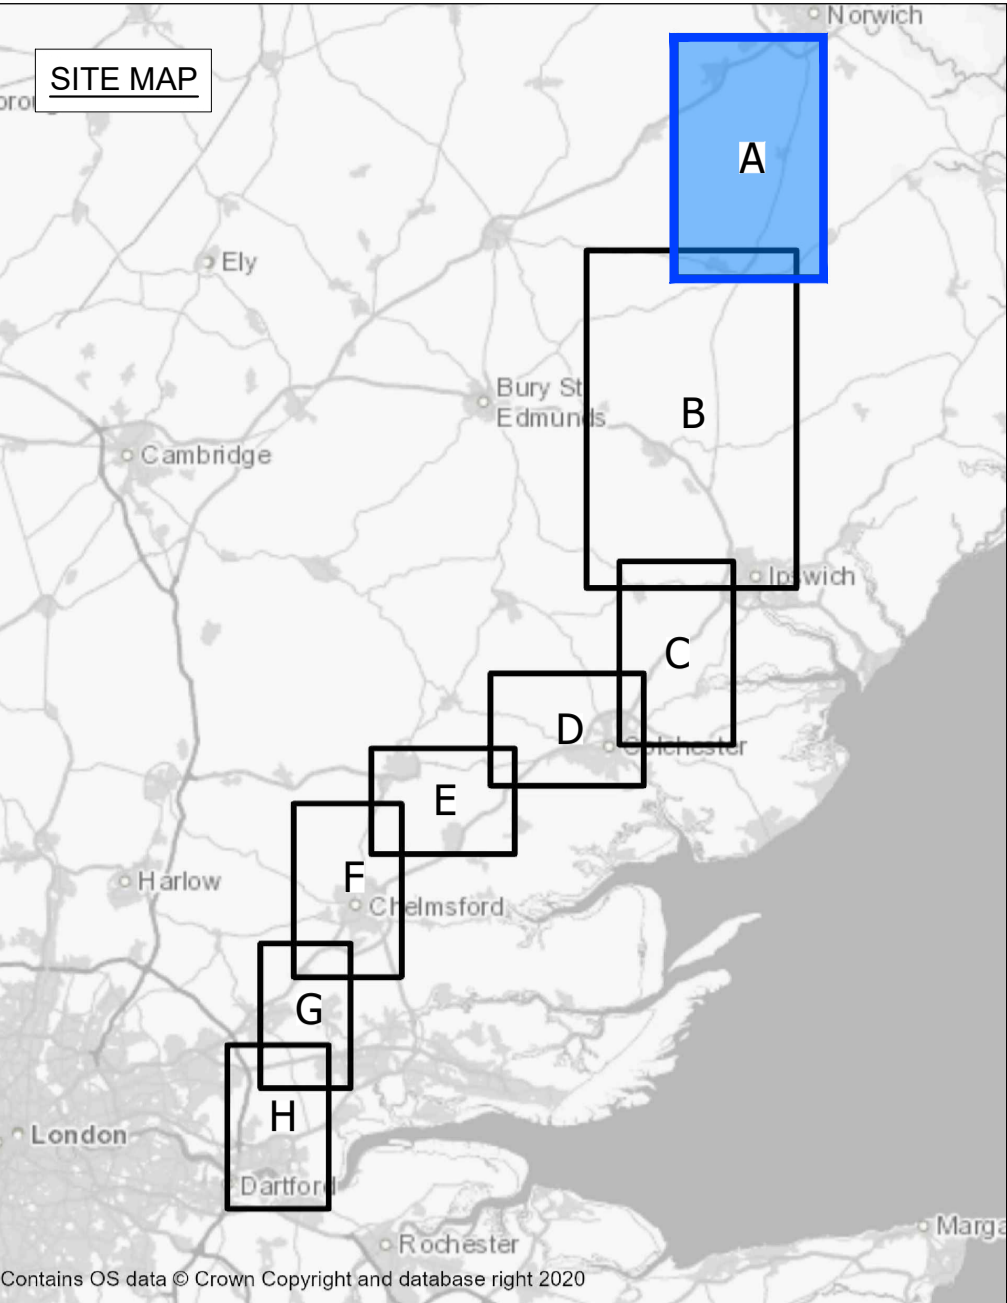 Norwich
SITE MAP
A
Ely
Bury St
Edmunds
B
Cambridge
Ipswich
C
D
Colchester
E
F
Harlow
Chelmsford
G
H
London
Dartford
Rochester
Contains OS data © Crown Copyright and database right 2020